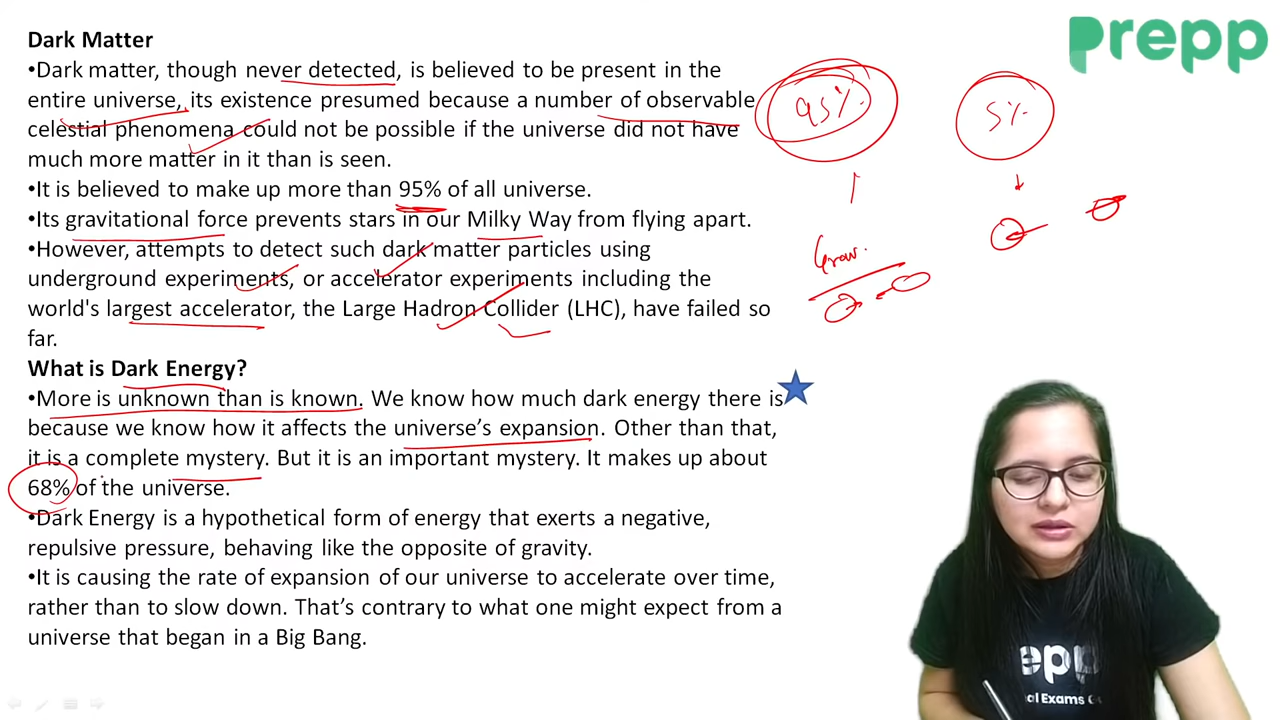 prepp
Dark Matter
•Dark matter, though never detected, is believed to be present in the
entire universe, its existence presumed because a number of observable
celestial phenomena could not be possible if the universe did not have
much more matter in it than is seen.
•It is believed to make up more than 95% of all universe.
•Its gravitational force prevents stars in our Milky Way from flying apart.
•However, attempts to detect such dark matter particles using
underground experiments, or accelerator experiments including the
world's largest accelerator, the Large Hadron Collider (LHC), have failed so
far.
What is Dark Energy?
•More is unknown than is known. We know how much dark energy there is
because we know how it affects the universe’s expansion. Other than that,
it is a complete mystery. But it is an important mystery. It makes up about
68% of the universe.
•Dark Energy is a hypothetical form of energy that exerts a negative,
repulsive pressure, behaving like the opposite of gravity.
•It is causing the rate of expansion of our universe to accelerate over time,
rather than to slow down. That’s contrary to what one might expect from a
universe that began in a Big Bang.
95%
5%
Grav.
epp
nal Exams G